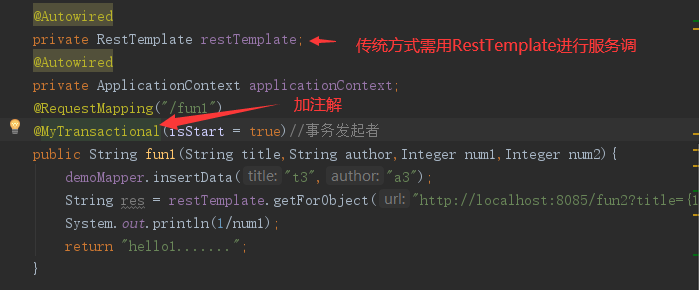 @Autowired
private RestTemplate restTemplate; 传统方式需用RestTemplate进行服务调
@Autowired
private ApplicationContext applicationContext;
@RequestMapping("/fun1") 加注解
@MyTransactional(isStart = true)//事务发起者
public String fun1(String title,String author,Integer num1,Integer num2){
demoMapper.insertData( title: "t3", author: "a3");
String res = restTemplate.getForObject( url: "http://localhost:8085/fun2?title={1
System.out.println(1/num1);
return "hello1.......";
}